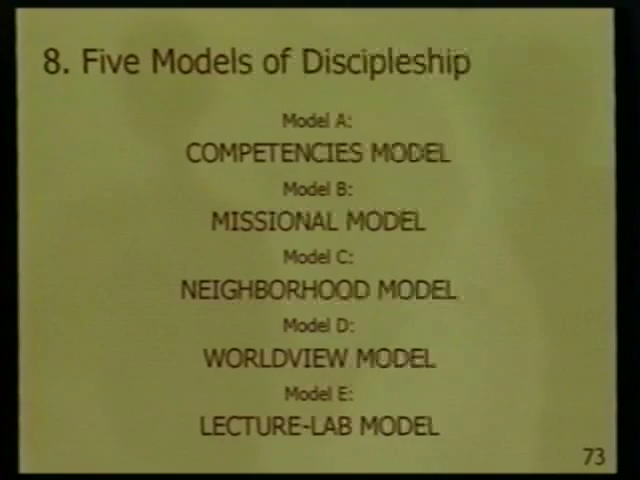 8. Five Models of Discipleship
Model A:
COMPETENCIES MODEL
Model B:
MISSIONAL MODEL
Model C:
NEIGHBORHOOD MODEL
Model D:
WORLDVIEW MODEL
Model E:
LECTURE-LAB MODEL
73